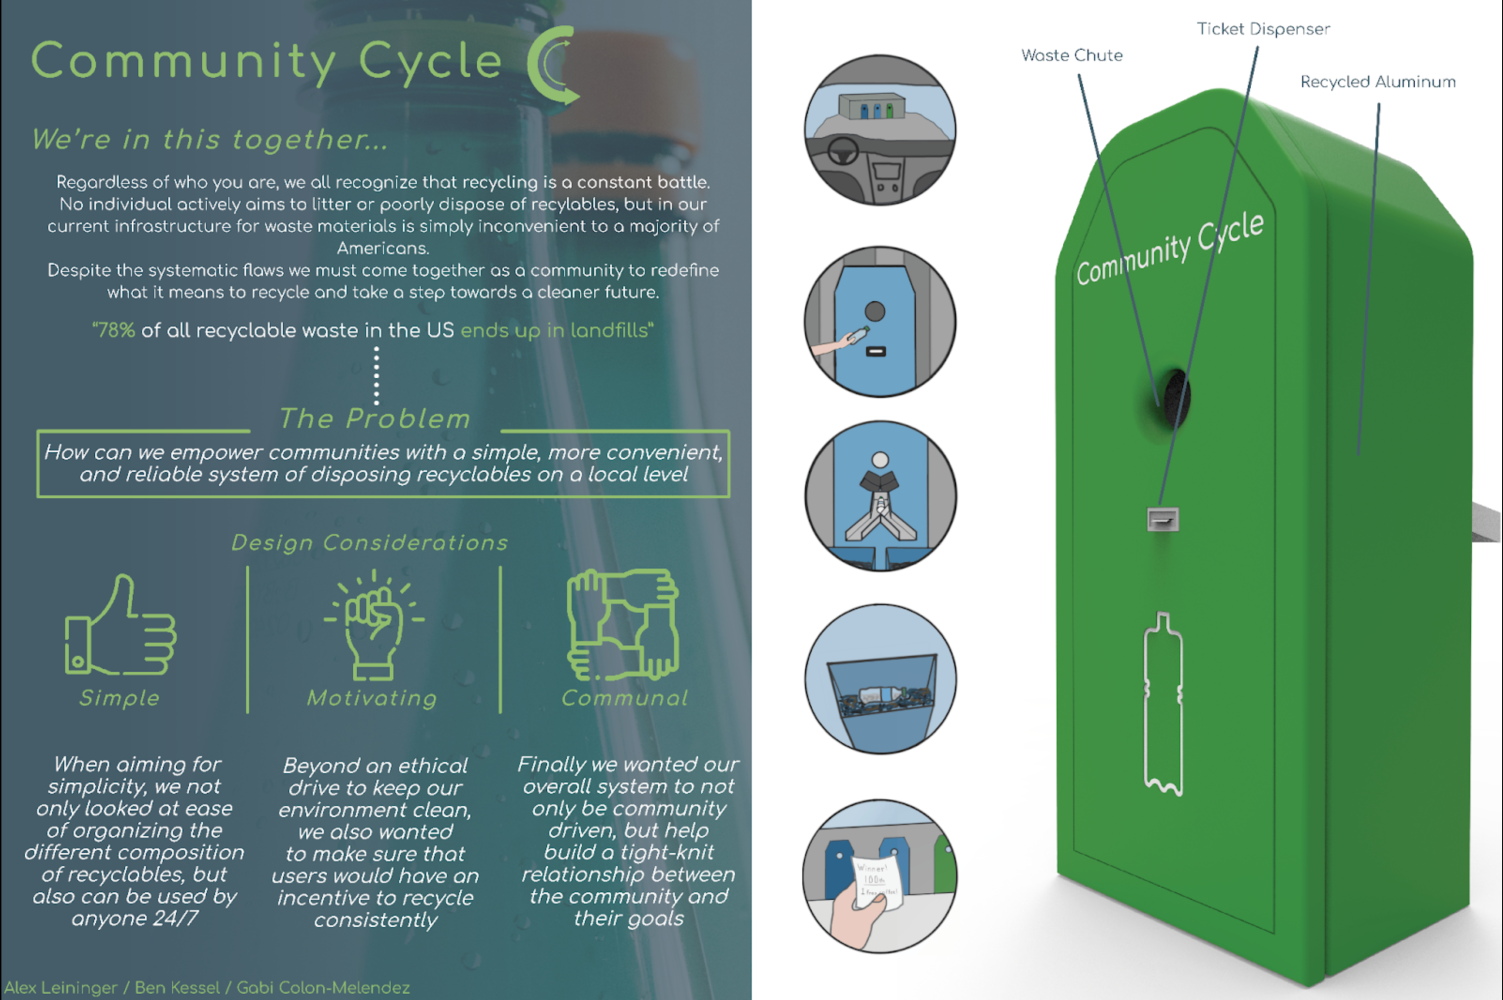 Community Cycle
We're in this together...
Regardless of who you are, we all recognize that recycling is a constant battle.
No individual actively aims to litter or poorly dispose of recylables, but in our
current infrastructure for waste materials is simply inconvenient to a majority of
Americans.
Despite the systematic flaws we must come together as a community to redefine
what it means to recycle and take a step towards a cleaner future.
"78% of all recyclable waste in the US ends up in landfills"
The Problem
How can we empower communities with a simple, more convenient,
and reliable system of disposing recyclables on a local level
Design Considerations
Simple
Motivating
Communal
When aiming for
simplicity, we not
only looked at ease
of organizing the
different composition
of recyclables, but
also can be used by
anyone 24/7
Beyond an ethical
drive to keep our
environment clean,
we also wanted
to make sure that
users would have an
incentive to recycle
consistently
Finally we wanted our
overall system to not
only be community
driven, but help
build a tight-knit
relationship between
the community and
their goals
Alex Leininger / Ben Kessel / Gabi Colon-Melendez
Winner!
Ticket Dispenser
Waste Chute
Recycled Aluminum
Community Cycle